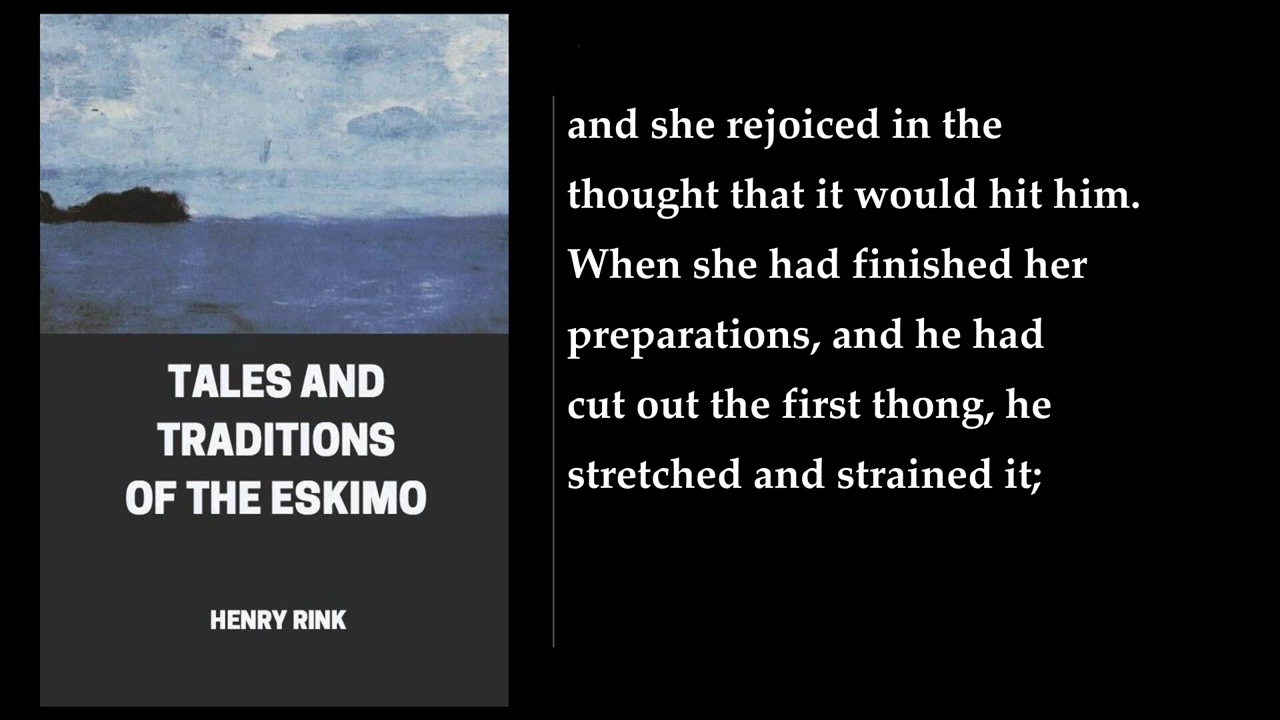 TALES AND
TRADITIONS
OF THE ESKIMO
HENRY RINK
and she rejoiced in the
thought that it would hit him.
When she had finished her
preparations, and he had
cut out the first thong, he
stretched and strained it;